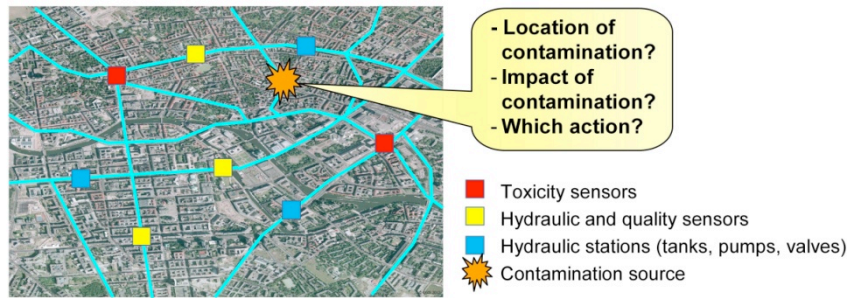 - Location of
contamination?
- Impact of
contamination?
- Which action?
Toxicity sensors
Hydraulic and quality sensors
Hydraulic stations (tanks, pumps, valves)
Contamination source